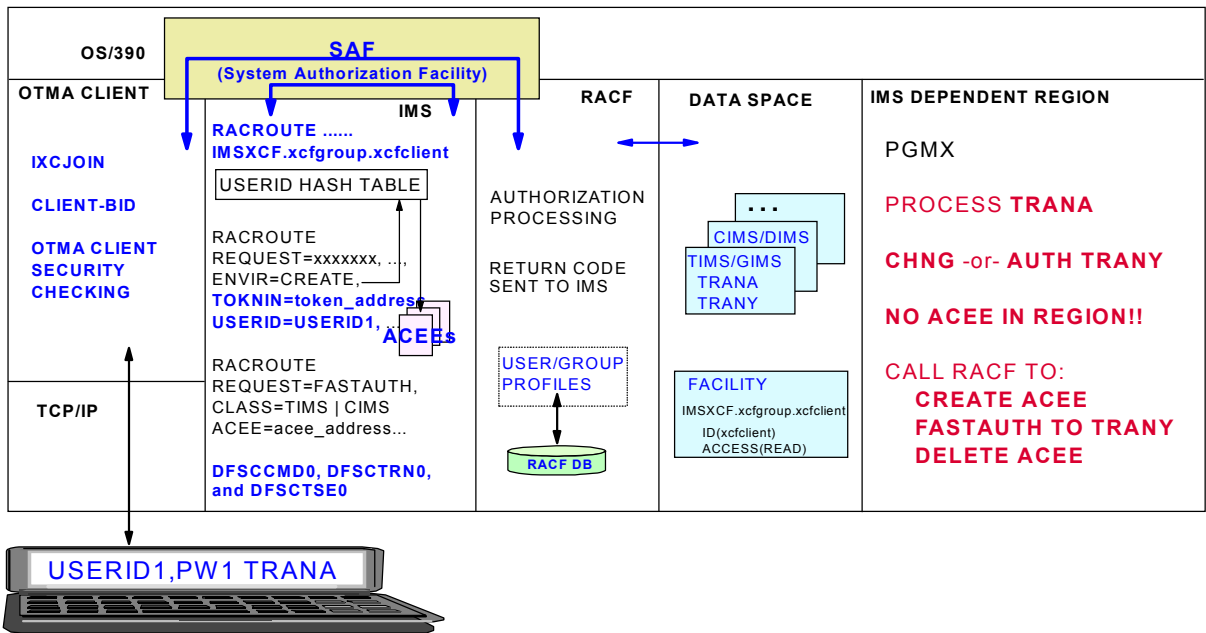 OS/390
SAF
(System Authorization Facility)
OTMA CLIENT
IXCJOIN
CLIENT-BID
OTMA CLIENT
SECURITY
CHECKING
TCP/IP
IMS
RACROUTE ......
IMSXCF.xcfgroup.xcfclient
USERID HASH TABLE
RACROUTE
REQUEST=xxxxxxx, ...,
ENVIR=CREATE,
TOKNIN=token_address
USERID=USERID1, ...
ACEEs
RACROUTE
REQUEST=FASTAUTH,
CLASS=TIMS | CIMS
ACEE=acee_address...
DFSCCMD0, DFSCTRN0,
and DFSCTSE0
RACF
AUTHORIZATION
PROCESSING
RETURN CODE
SENT TO IMS
USER/GROUP
PROFILES
RACF DB
DATA SPACE
...
CIMS/DIMS
TIMS/GIMS
TRANA
TRANY
FACILITY
IMSXCF.xcfgroup.xcfclient
ID(xcfclient)
ACCESS(READ)
IMS DEPENDENT REGION
PGMX
PROCESS TRANA
CHNG -or- AUTH TRANY
NO ACEE IN REGION!!
CALL RACF TO:
CREATE ACEE
FASTAUTH TO TRANY
DELETE ACEE
USERID1,PW1 TRANA